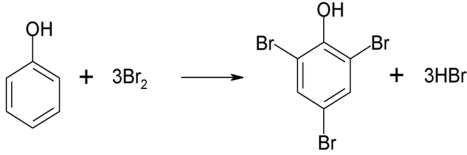 OH
+ 3Br₂
OH
Br Br
Br
+ 3HBr